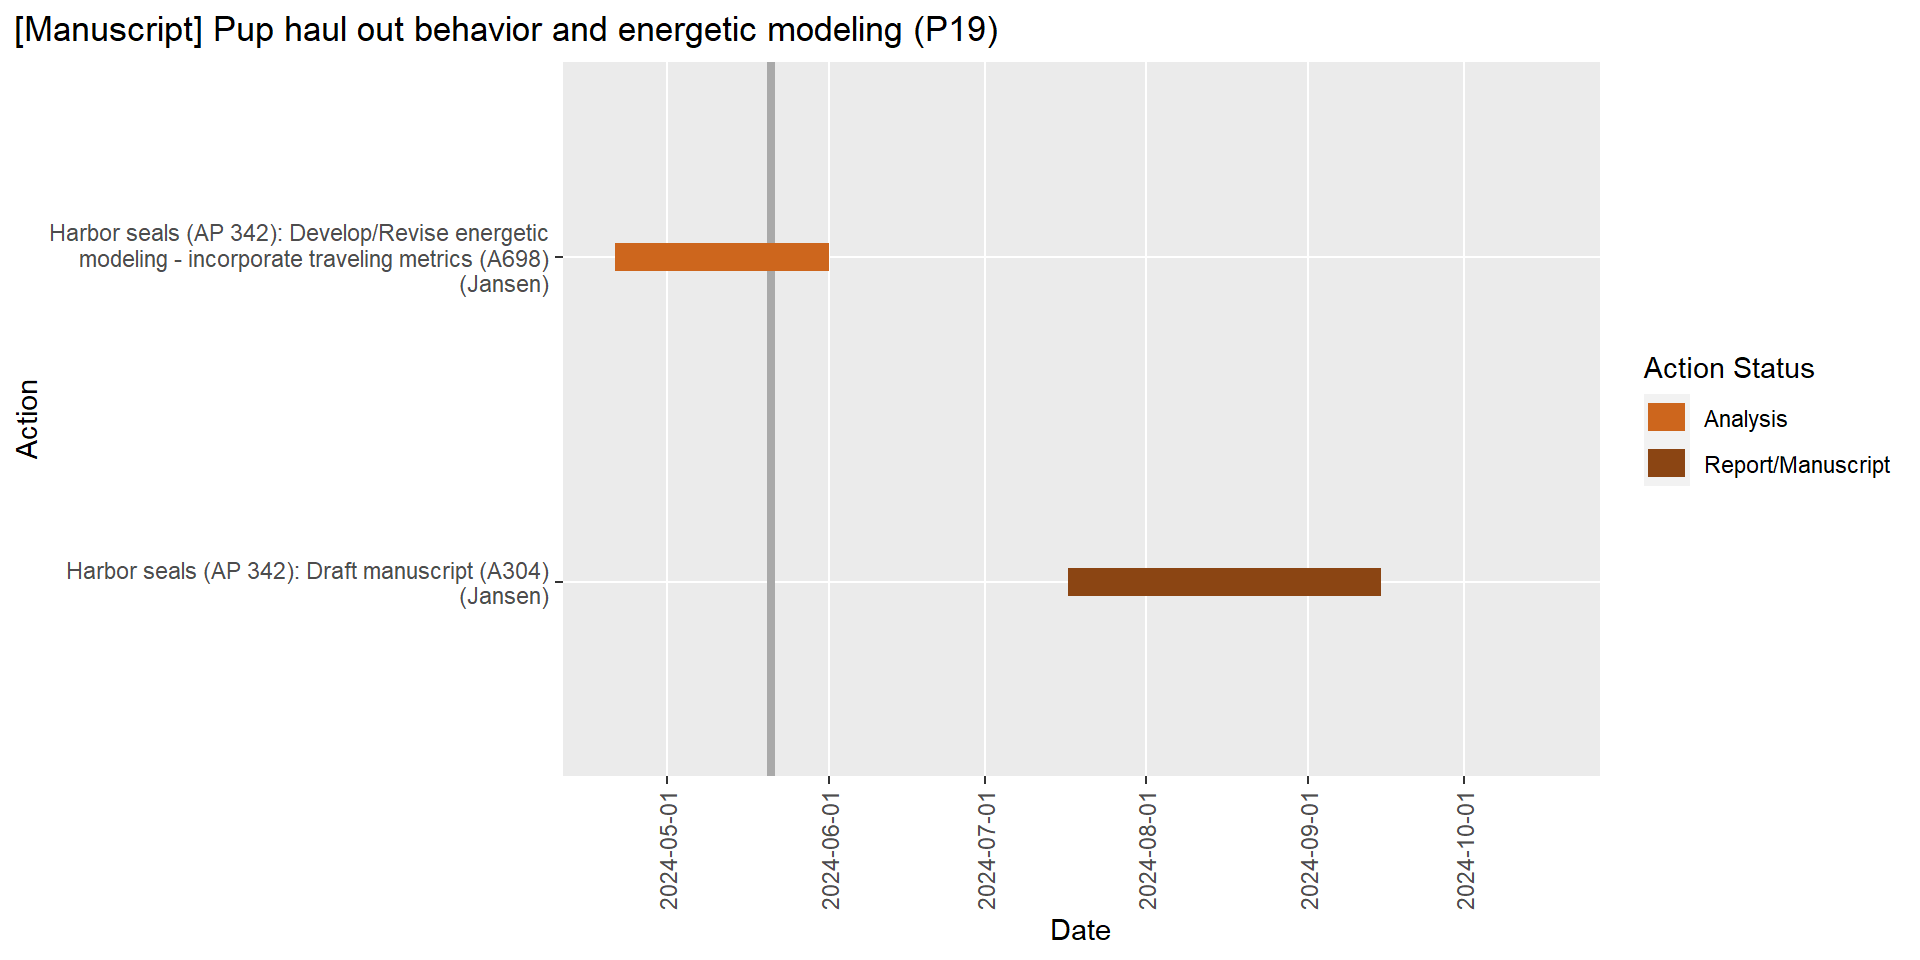 [Manuscript] Pup haul out behavior and energetic modeling (P19)
Harbor seals (AP 342): Develop/Revise energetic
modeling - incorporate traveling metrics (A698)
(Jansen)
Harbor seals (AP 342): Draft manuscript (A304)
(Jansen)
Action
2024-05-01
2024-06-01
2024-07-01
2024-08-01
2024-09-01
2024-10-01
Date
Action Status
Analysis
Report/Manuscript